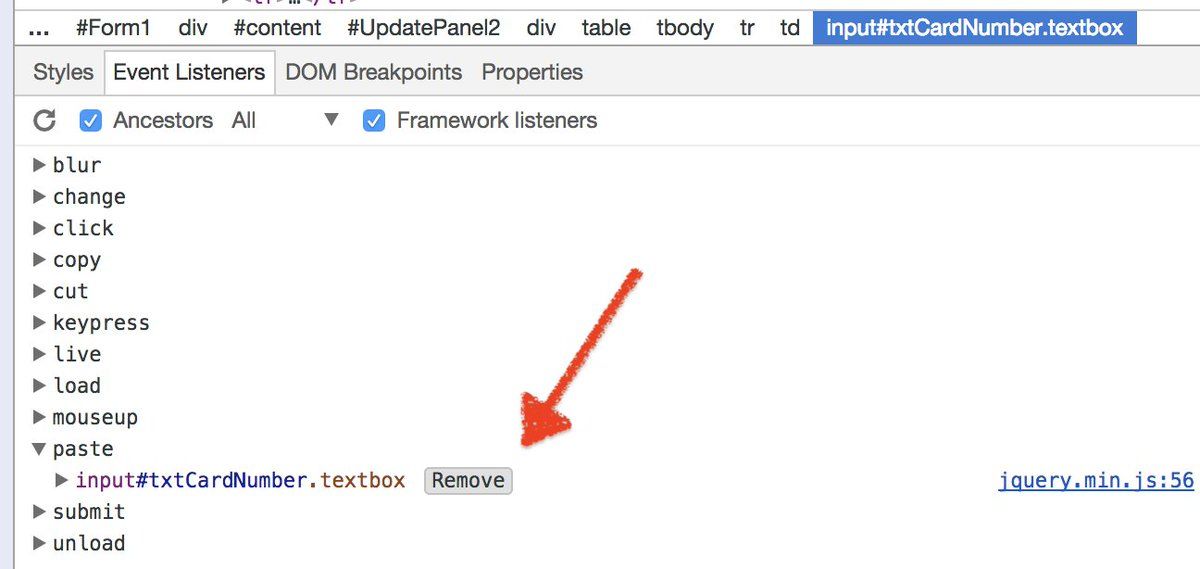 ... #Form1 div #content #UpdatePanel2 div table tbody tr td input#txtCardNumber.textbox
Styles Event Listeners DOM Breakpoints Properties
Ancestors All Framework listeners
blur
change
click
copy
cut
keypress
live
load
mouseup
paste
input#txtCardNumber.textbox Remove jquery.min.js:56
submit
unload